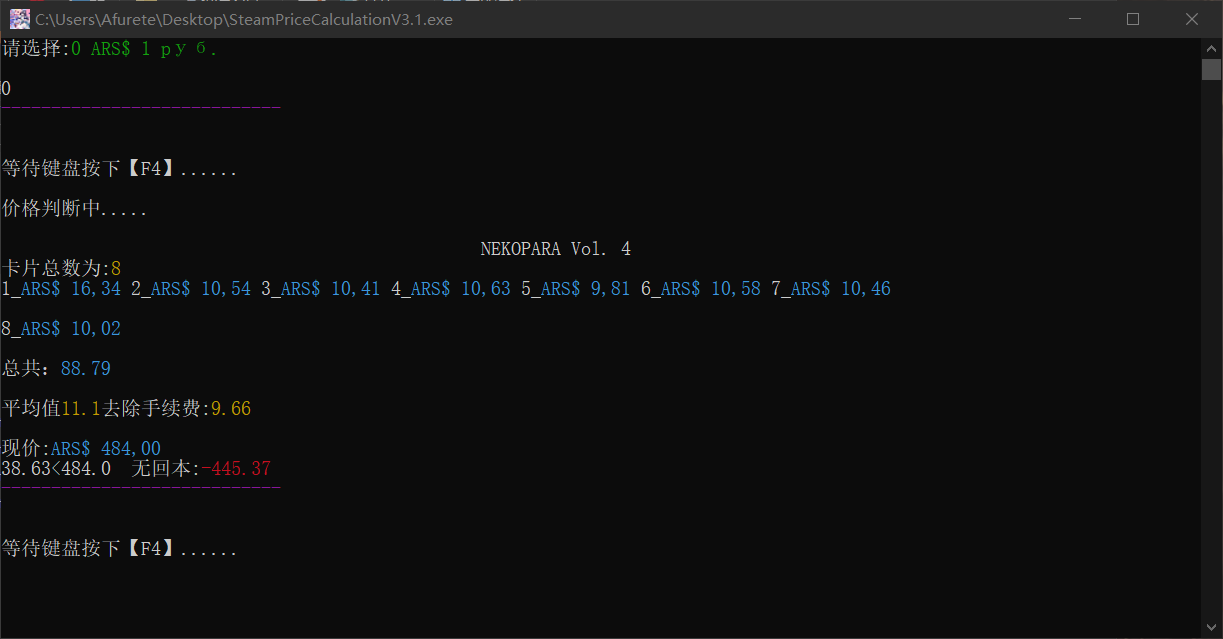 C:\Users\Afurete\Desktop\SteamPriceCalculationV3.1.exe
请选择:0 ARS$ 1 руб.
0
----------------------------
等待键盘按下【F4】......
价格判断中.....
NEKOPARA Vol. 4
卡片总数为:8
1_ARS$ 16,34 2_ARS$ 10,54 3_ARS$ 10,41 4_ARS$ 10,63 5_ARS$ 9,81 6_ARS$ 10,58 7_ARS$ 10,46
8_ARS$ 10,02
总共: 88.79
平均值11.1去除手续费:9.66
现价:ARS$ 484,00
38.63<484.0  无回本:-445.37
----------------------------
等待键盘按下【F4】......